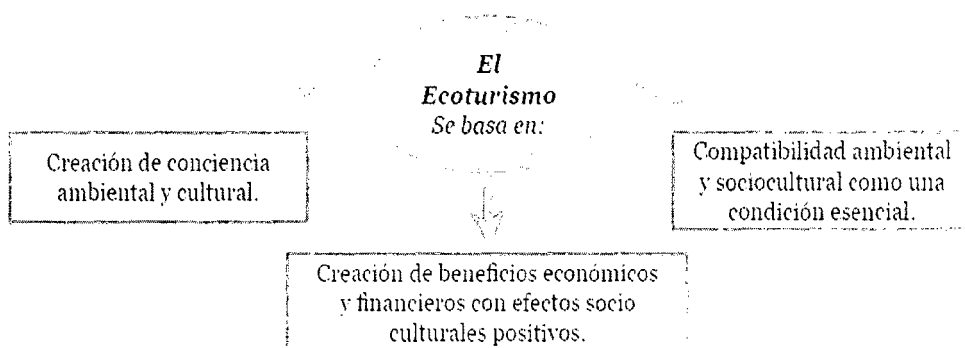 El
Ecoturismo
Se basa en:
Creación de conciencia
ambiental y cultural.
Compatibilidad ambiental
y sociocultural como una
condición esencial.
Creación de beneficios económicos
y financieros con efectos socio
culturales positivos.